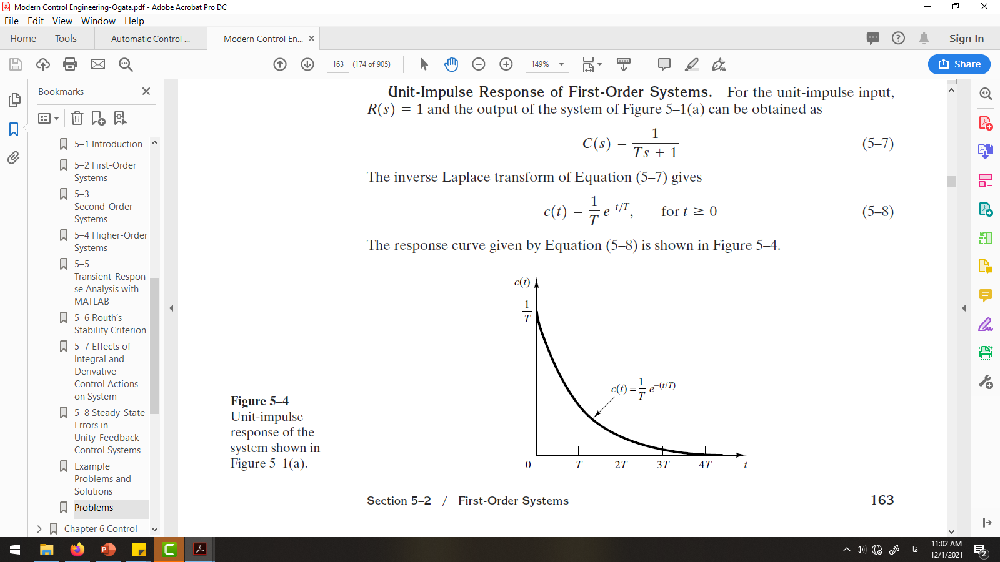 Modern Control Engineering-Ogata.pdf - Adobe Acrobat Pro DC
File Edit View Window Help
Home Tools Automatic Control ... Modern Control En... × Sign In
163 (174 of 905) 149% Share
Bookmarks
5–1 Introduction
5–2 First-Order
Systems
5–3
Second-Order
Systems
5–4 Higher-Order
Systems
5–5
Transient-Respon
se Analysis with
MATLAB
5–6 Routh’s
Stability Criterion
5–7 Effects of
Integral and
Derivative
Control Actions
on System
5–8 Steady-State
Errors in
Unity-Feedback
Control Systems
Example
Problems and
Solutions
Problems
Chapter 6 Control
Unit-Impulse Response of First-Order Systems. For the unit-impulse input,
R(s) = 1 and the output of the system of Figure 5–1(a) can be obtained as
C(s) = 1 / (Ts + 1) (5–7)
The inverse Laplace transform of Equation (5–7) gives
c(t) = 1/T e^(−t/T), for t ≥ 0 (5–8)
The response curve given by Equation (5–8) is shown in Figure 5–4.
c(t)
1/T
c(t) = 1/T e^−(t/T)
0 T 2T 3T 4T t
Figure 5–4
Unit-impulse
response of the
system shown in
Figure 5–1(a).
Section 5–2 / First-Order Systems 163
فا
11:02 AM
12/1/2021
2